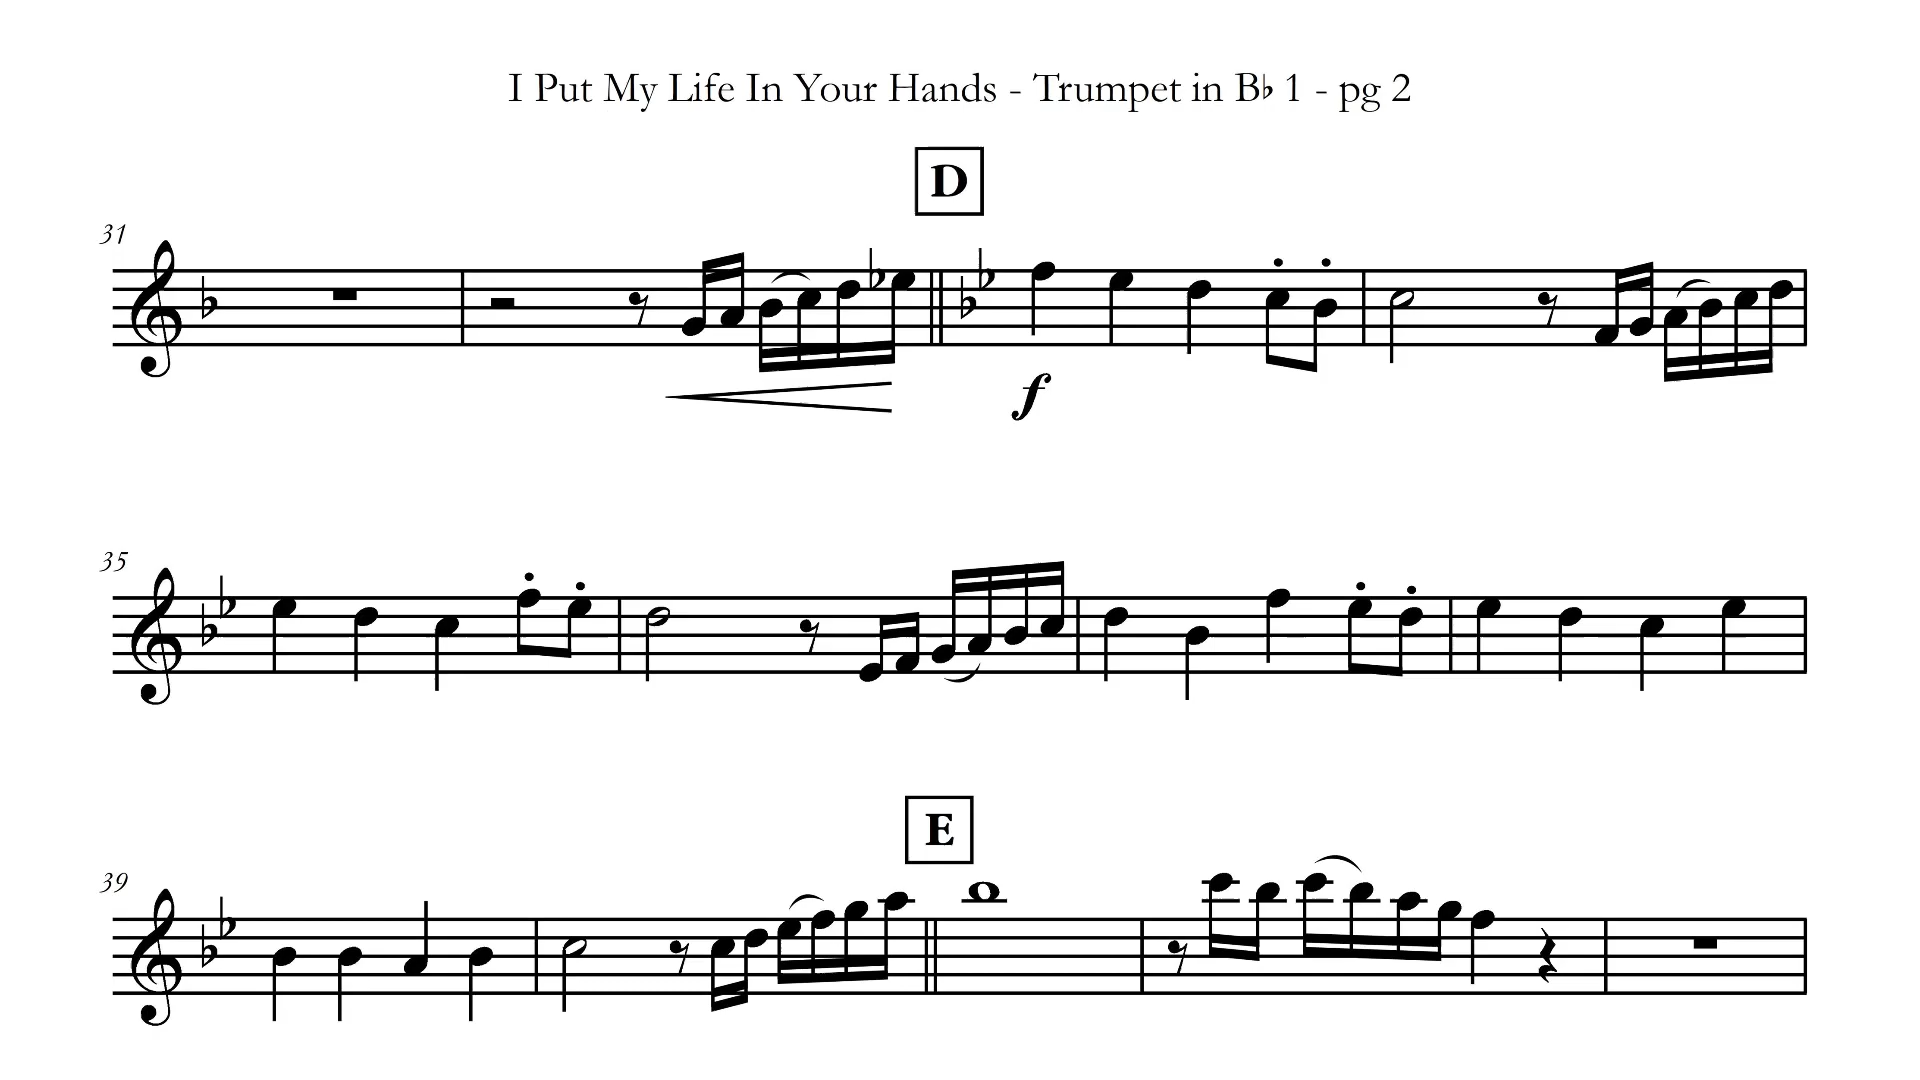 I Put My Life In Your Hands - Trumpet in B♭ 1 - pg 2
D
31
f
35
E
39